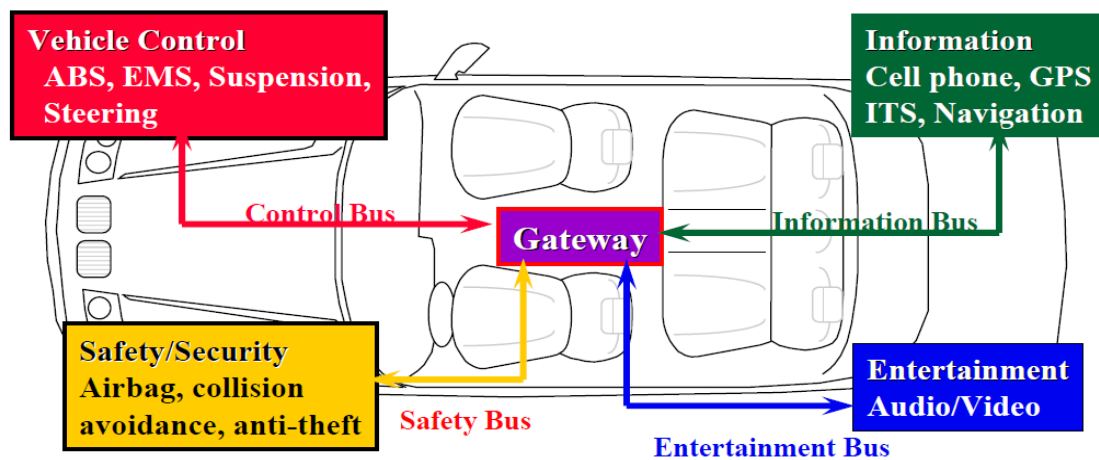 Vehicle Control
ABS, EMS, Suspension,
Steering
Information
Cell phone, GPS
ITS, Navigation
Control Bus
Gateway
Information Bus
Safety/Security
Airbag, collision
avoidance, anti-theft
Safety Bus
Entertainment
Audio/Video
Entertainment Bus